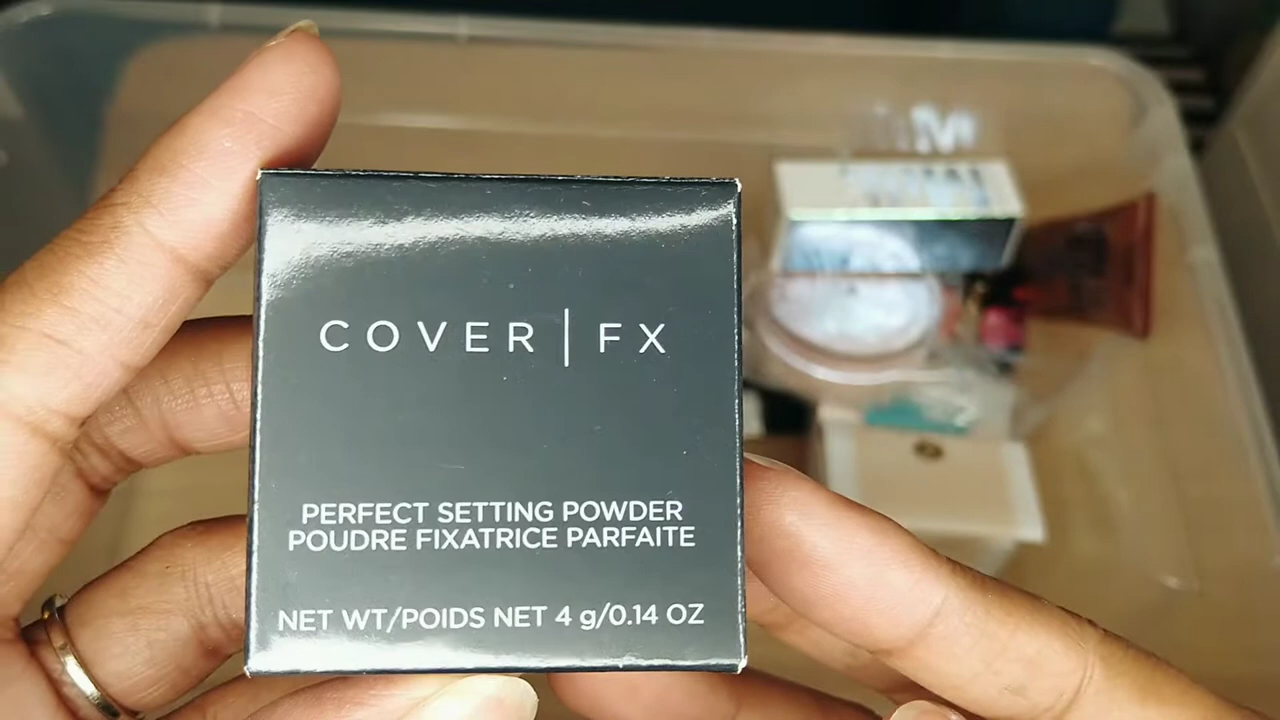 COVER | FX
PERFECT SETTING POWDER
POUDRE FIXATRICE PARFAITE
NET WT/POIDS NET 4 g/0.14 OZ